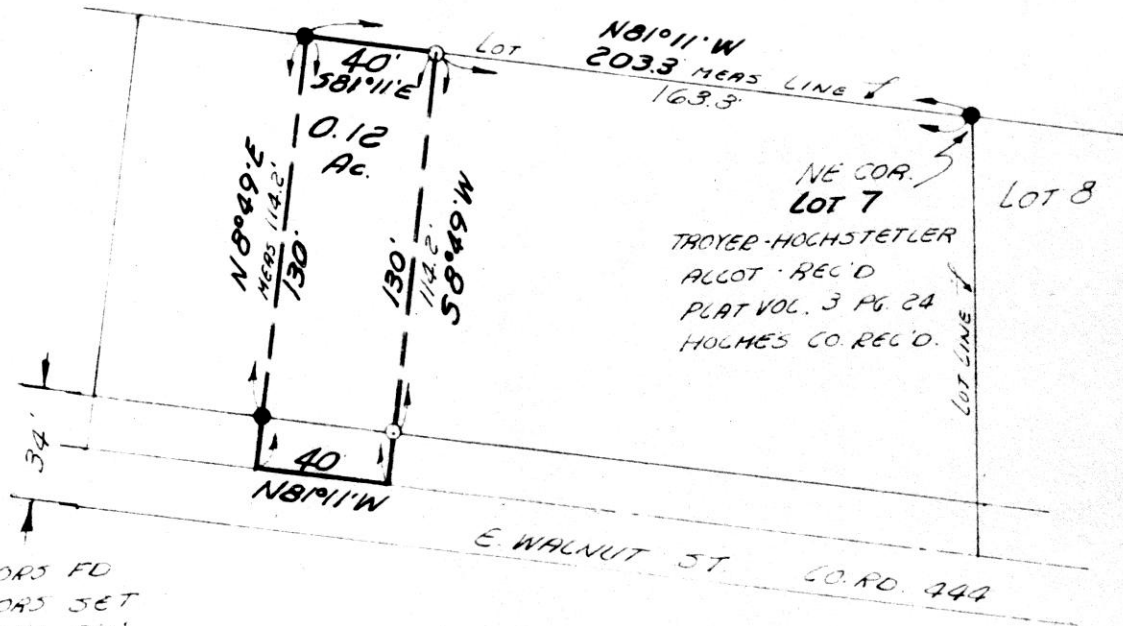 N81°11'W
LOT
203.3' MEAS LINE
163.3'
40'
S81°11'E
0.12
Ac.
N8°49'E
MEAS 114.2'
130'
130'
114.2'
S8°49'W
NE COR.
LOT 7
LOT 8
TROYER-HOCHSTETLER
ALLOT - REC'D
PLAT VOL. 3 PG. 24
HOLMES CO. REC'D.
LOT LINE
34'
40
N81°11'W
E. WALNUT ST. CO. RD. 444
ORS FD
ORS SET